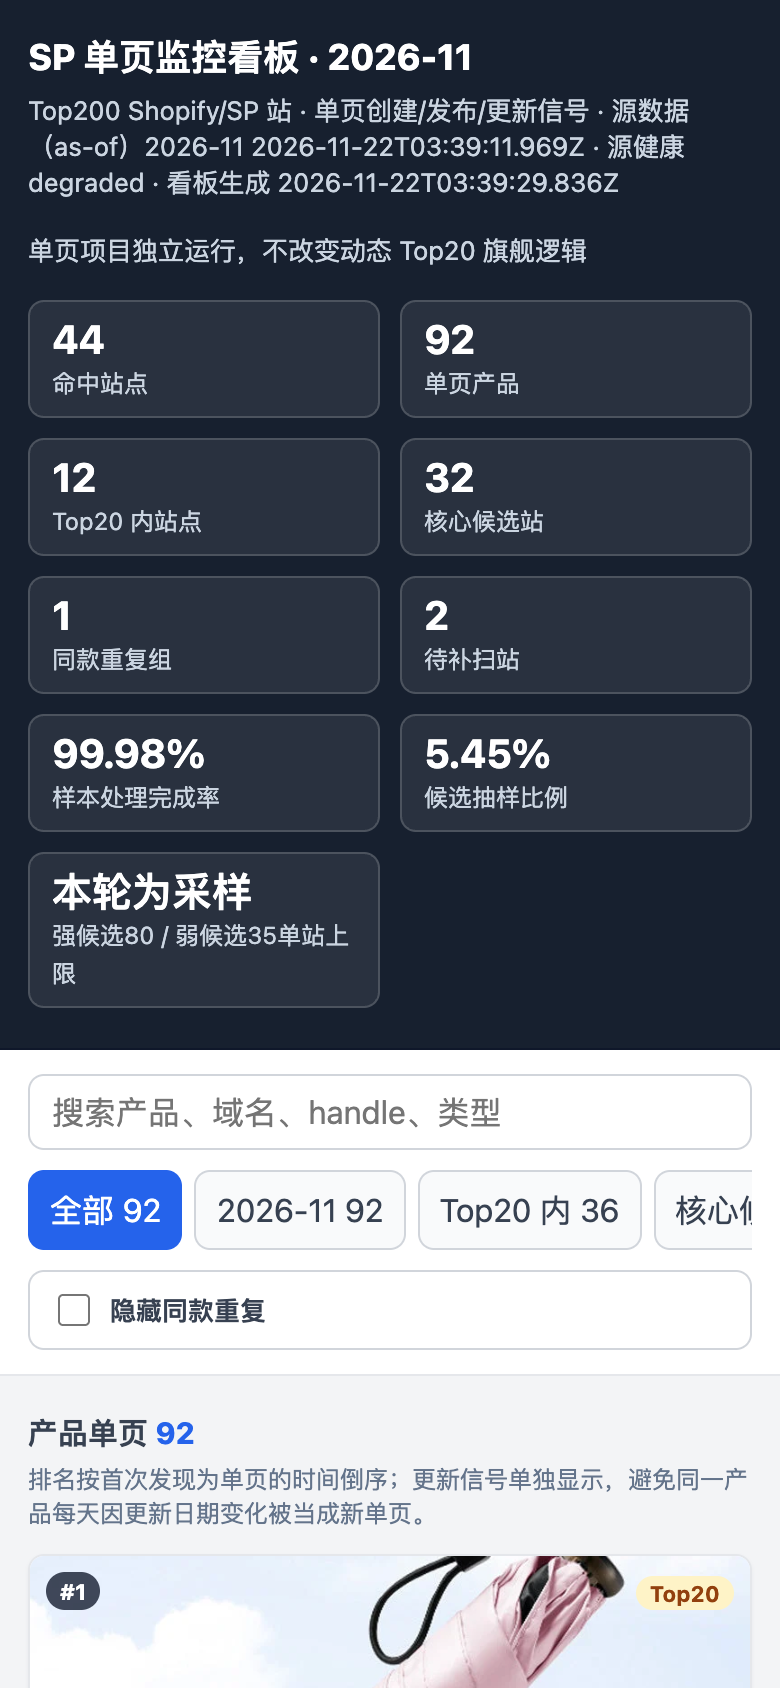 SP 单页监控看板 · 2026-11
Top200 Shopify/SP 站 · 单页创建/发布/更新信号 · 源数据
（as-of）2026-11 2026-11-22T03:39:11.969Z · 源健康
degraded · 看板生成 2026-11-22T03:39:29.836Z
单页项目独立运行，不改变动态 Top20 旗舰逻辑
44
命中站点
92
单页产品
12
Top20 内站点
32
核心候选站
1
同款重复组
2
待补扫站
99.98%
样本处理完成率
5.45%
候选抽样比例
本轮为采样
强候选80 / 弱候选35单站上
限
搜索产品、域名、handle、类型
全部 92
2026-11 92
Top20 内 36
核心
隐藏同款重复
产品单页 92
排名按首次发现为单页的时间倒序；更新信号单独显示，避免同一产
品每天因更新日期变化被当成新单页。
#1
Top20